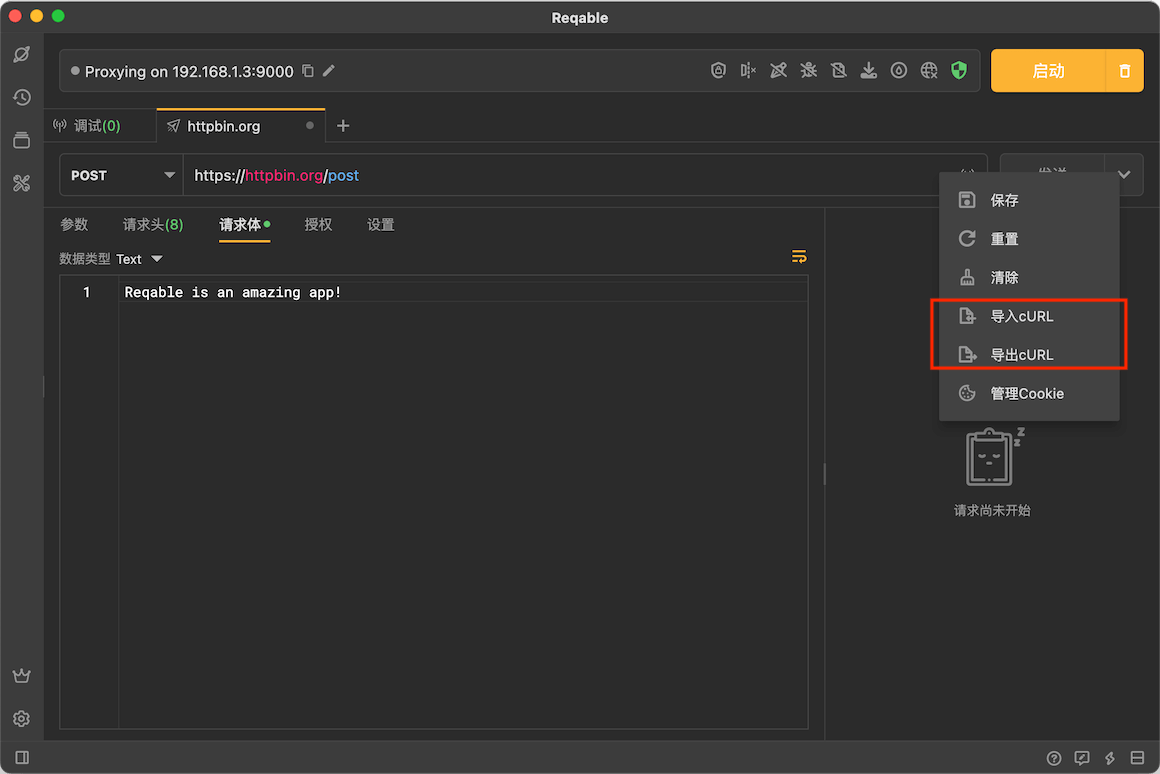 Reqable
Proxying on 192.168.1.3:9000
启动
调试(0)
httpbin.org
POST
https://httpbin.org/post
参数
请求头(8)
请求体
授权
设置
数据类型 Text
1
Reqable is an amazing app!
保存
重置
清除
导入cURL
导出cURL
管理Cookie
请求尚未开始